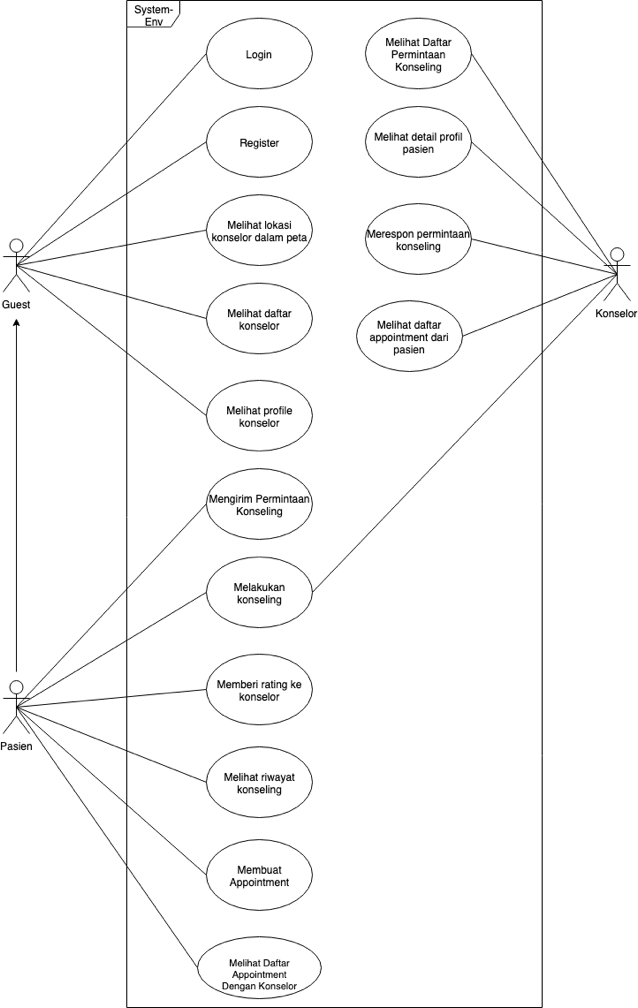 System-
Env
Login
Melihat Daftar
Permintaan
Konseling
Register
Melihat detail profil
pasien
Melihat lokasi
konselor dalam peta
Merespon permintaan
konseling
Guest
Konselor
Melihat daftar
konselor
Melihat daftar
appointment dari
pasien
Melihat profile
konselor
Mengirim Permintaan
Konseling
Melakukan
konseling
Memberi rating ke
konselor
Pasien
Melihat riwayat
konseling
Membuat
Appointment
Melihat Daftar
Appointment
Dengan Konselor